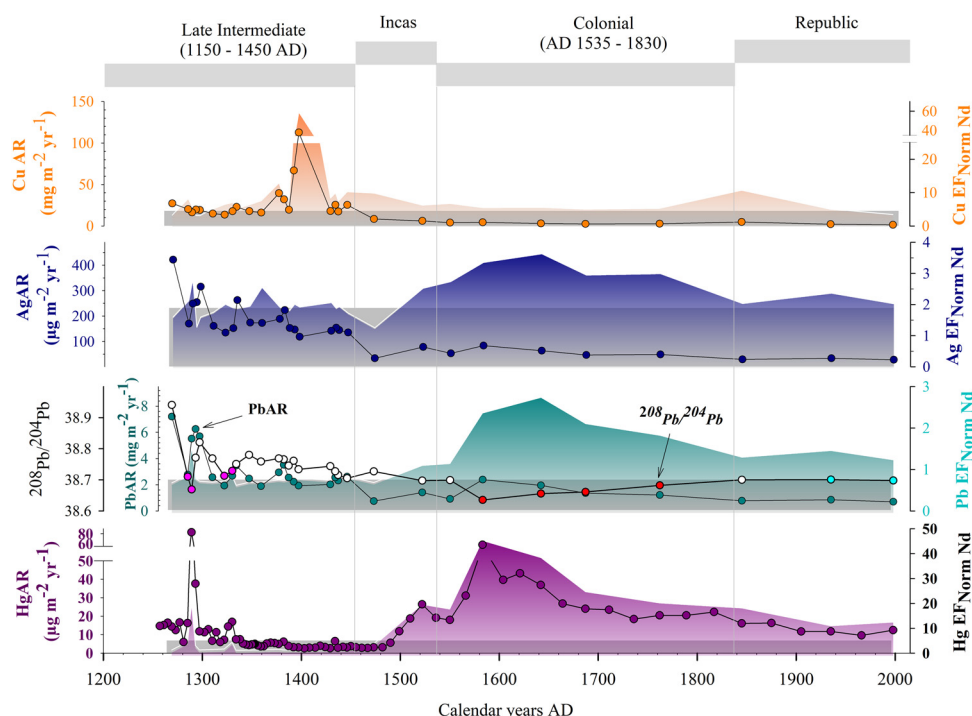 Late Intermediate
(1150 - 1450 AD)
Incas
Colonial
(AD 1535 - 1830)
Republic
Cu AR
(mg m-2 yr-1)
150
100
50
0
60
40
20
10
0
Cu EFNorm Nd
AgAR
(µg m-2 yr-1)
400
300
200
100
4
3
2
1
0
Ag EFNorm Nd
208Pb/204Pb
38.9
38.8
38.7
38.6
PbAR (mg m-2 yr-1)
8
6
4
2
0
PbAR
208Pb/204Pb
3
2
1
0
Pb EFNorm Nd
HgAR
(µg m-2 yr-1)
80
60
50
40
30
20
10
0
50
40
30
20
10
0
Hg EFNorm Nd
1200 1300 1400 1500 1600 1700 1800 1900 2000
Calendar years AD